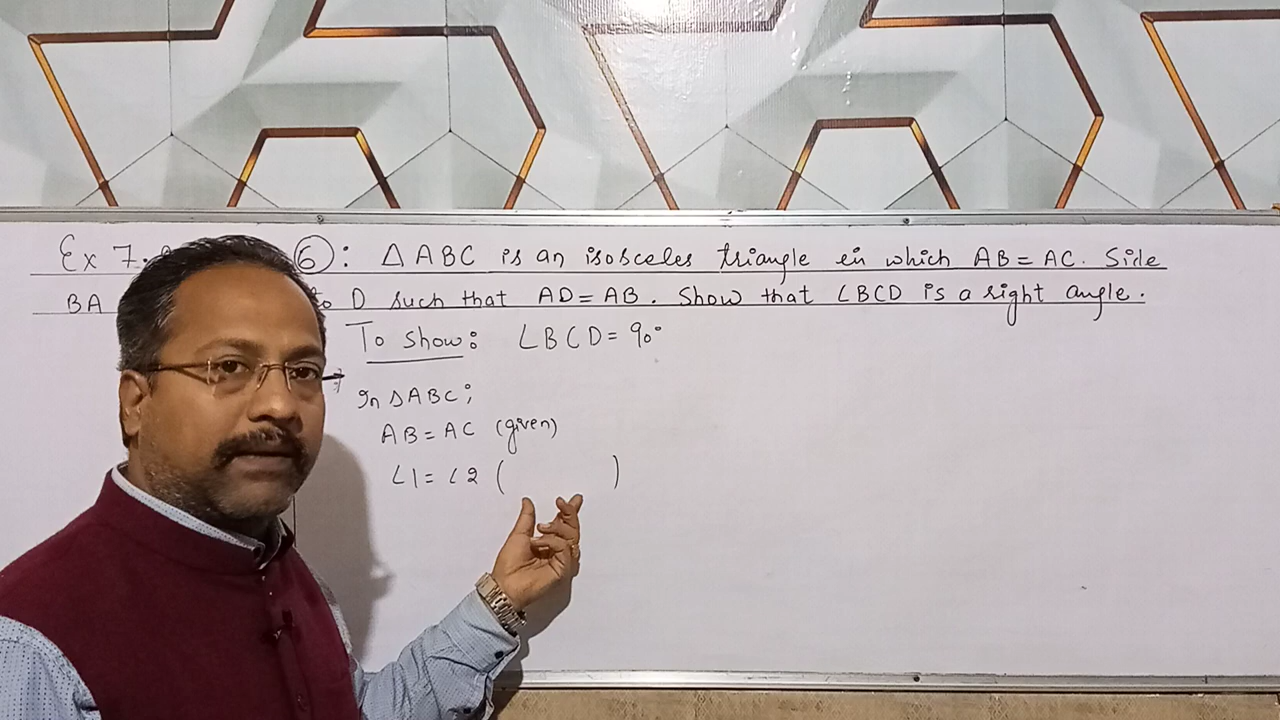 Ex 7. 6 : △ ABC is an isosceles triangle in which AB = AC. Side
BA to D such that AD = AB. Show that ∠BCD is a right angle.
To show: ∠BCD = 90°
In △ABC;
AB = AC (given)
∠1 = ∠2 ( )